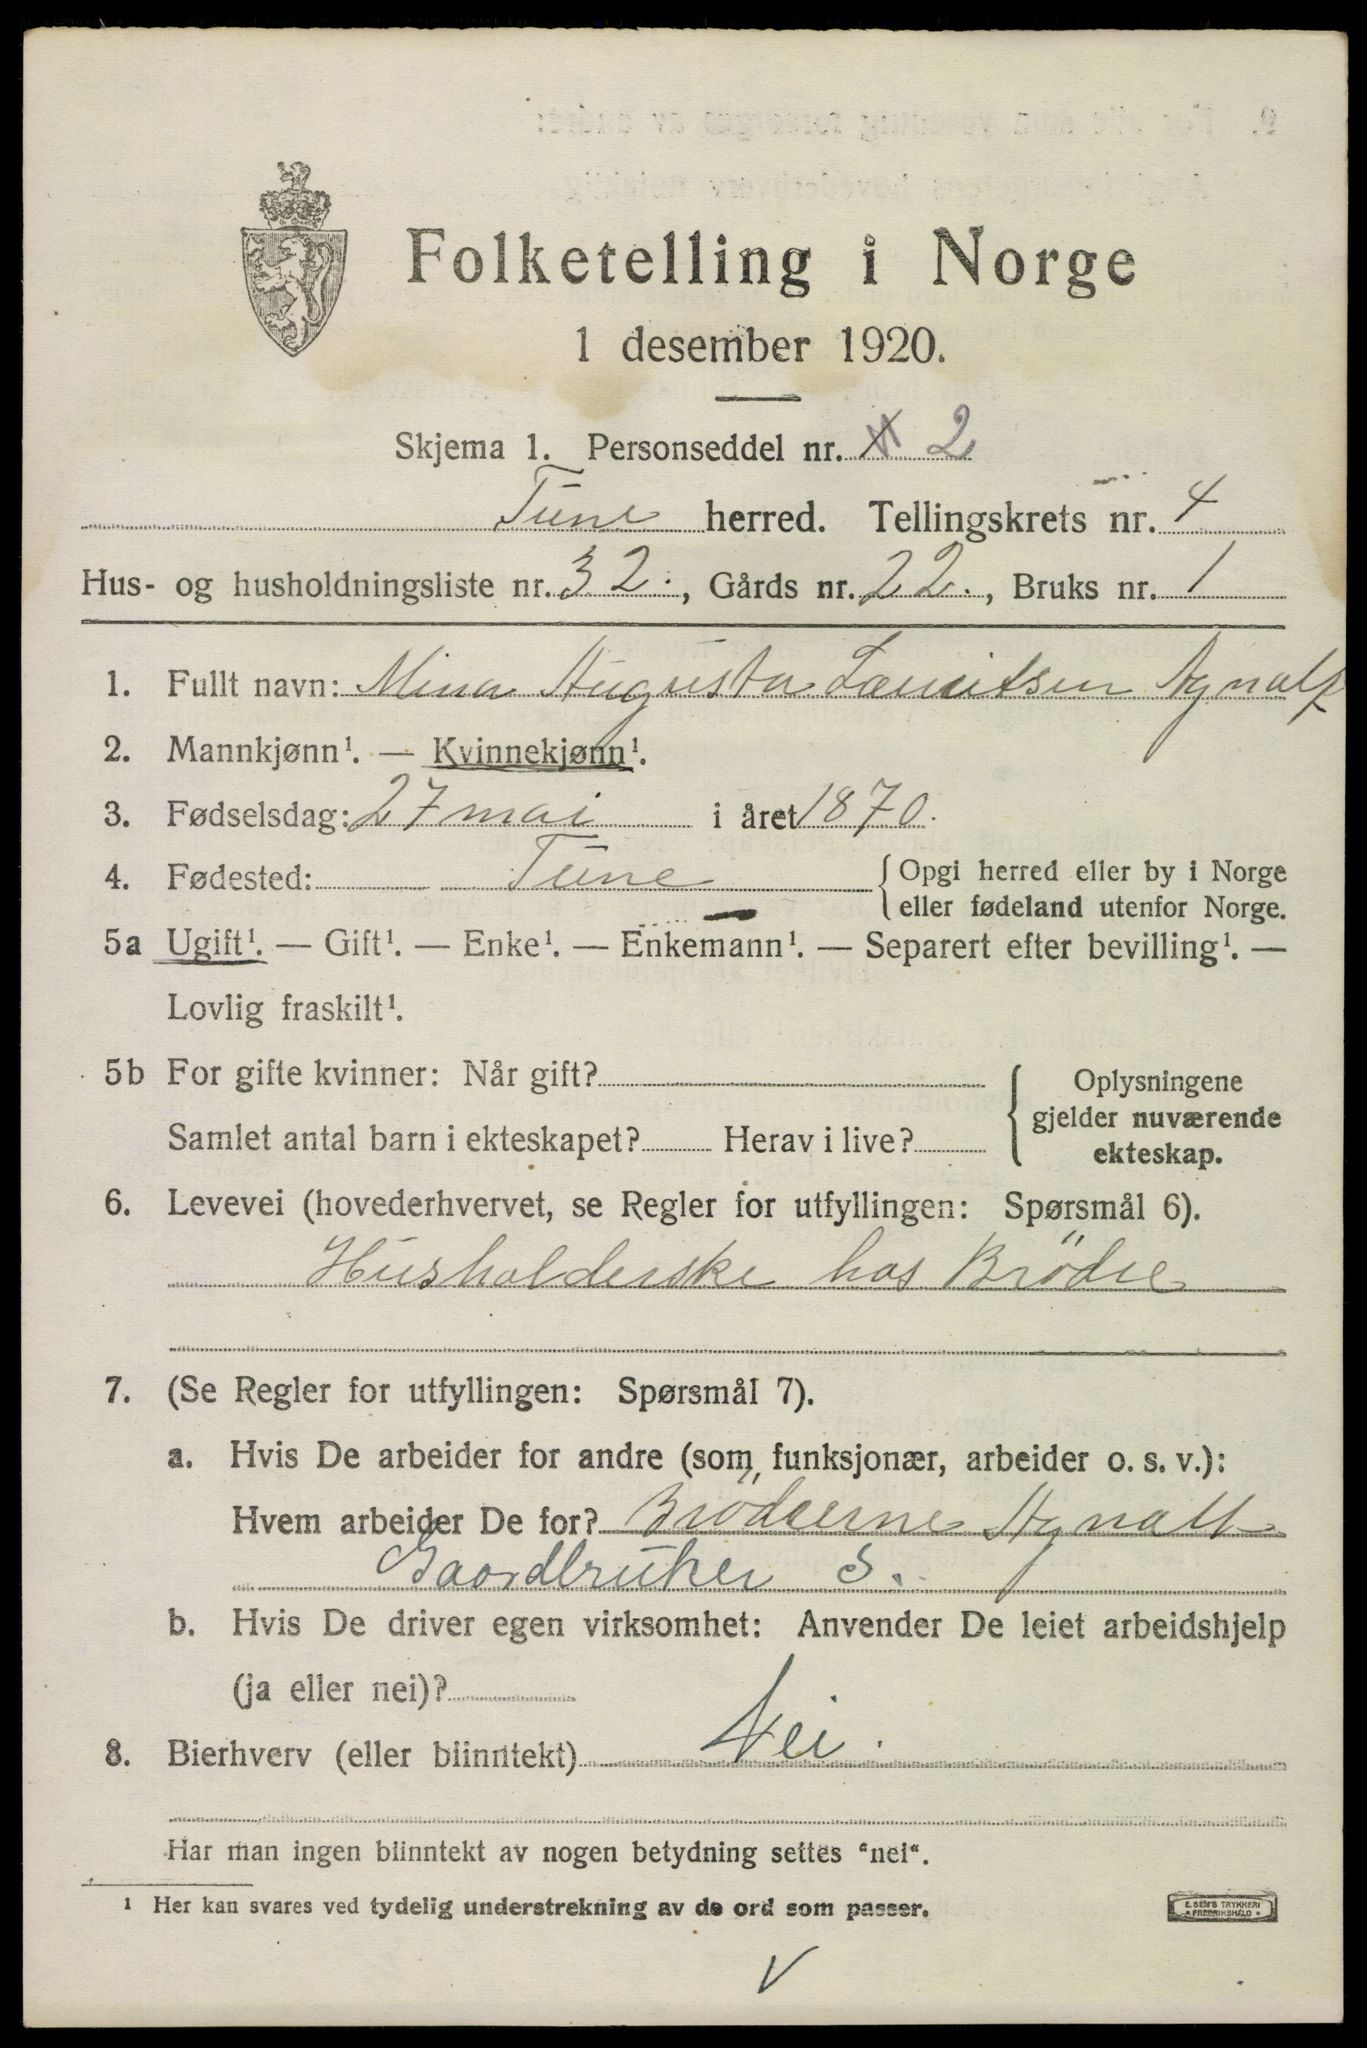 Folketelling i Norge
1 desember 1920.
Skjema 1. Personseddel nr. 2
Tune herred. Tellingskrets nr. 4
Hus- og husholdningsliste nr. 32., Gårds nr. 22., Bruks nr. 1
1. Fullt navn: Mina Augusta Lauritsen Agnalt
2. Mannkjønn¹. — Kvinnekjønn¹.
3. Fødselsdag: 27 mai i året 1870.
4. Fødested: Tune { Opgi herred eller by i Norge
eller fødeland utenfor Norge.
5a Ugift¹. — Gift¹. — Enke¹. — Enkemann¹. — Separert efter bevilling¹. —
Lovlig fraskilt¹.
5b For gifte kvinner: Når gift?
Samlet antal barn i ekteskapet? Herav i live?
{ Oplysningene
gjelder nuværende
ekteskap.
6. Levevei (hovederhvervet, se Regler for utfyllingen: Spørsmål 6).
Husholderske hos Brödre
7. (Se Regler for utfyllingen: Spørsmål 7).
a. Hvis De arbeider for andre (som funksjonær, arbeider o. s. v.):
Hvem arbeider De for? Brödrerne Agnalt
Gaardbruker S.
b. Hvis De driver egen virksomhet: Anvender De leiet arbeidshjelp
(ja eller nei)?
8. Bierhverv (eller biinntekt) Nei.
Har man ingen biinntekt av nogen betydning settes "nei".
¹ Her kan svares ved tydelig understrekning av de ord som passer.
E. SEM'S TRYKKERI
FREDRIKSHALD